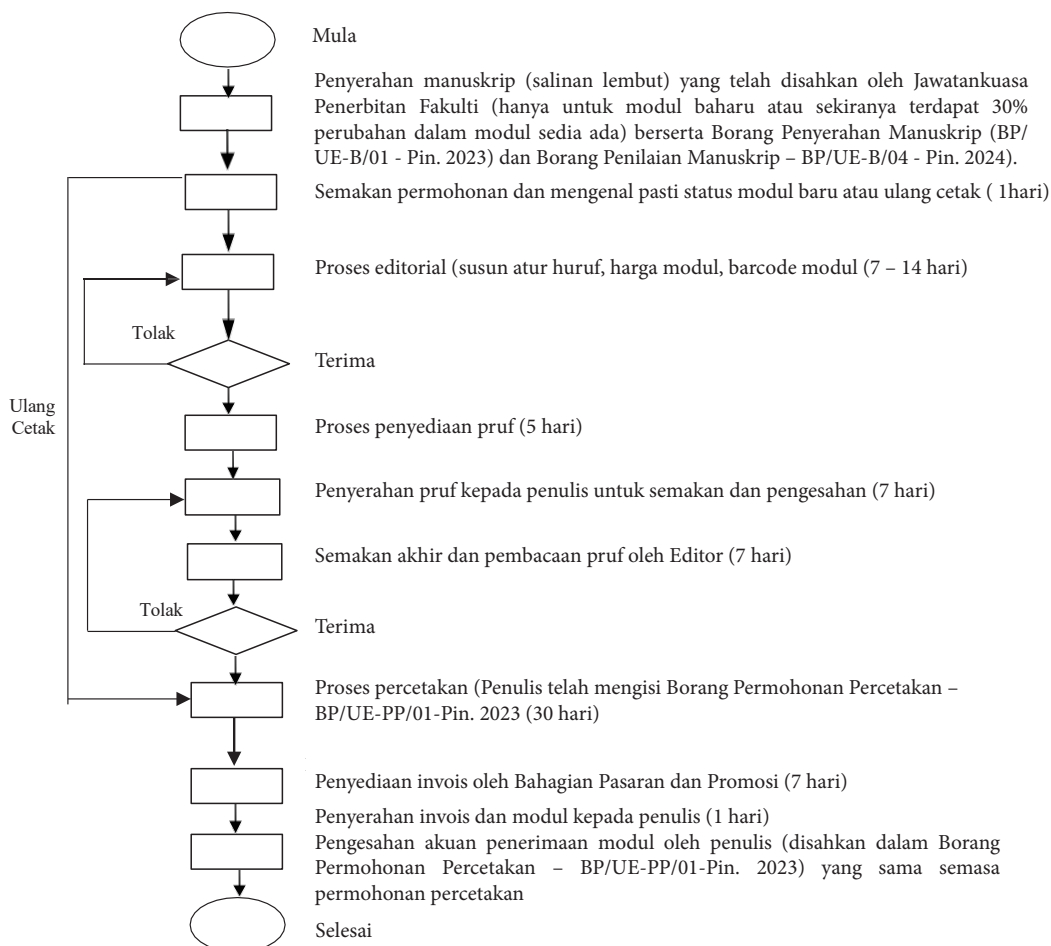 Mula
Penyerahan manuskrip (salinan lembut) yang telah disahkan oleh Jawatankuasa
Penerbitan Fakulti (hanya untuk modul baharu atau sekiranya terdapat 30%
perubahan dalam modul sedia ada) berserta Borang Penyerahan Manuskrip (BP/
UE-B/01 - Pin. 2023) dan Borang Penilaian Manuskrip – BP/UE-B/04 - Pin. 2024).
Semakan permohonan dan mengenal pasti status modul baru atau ulang cetak ( 1hari)
Proses editorial (susun atur huruf, harga modul, barcode modul (7 – 14 hari)
Tolak
Terima
Ulang
Cetak
Proses penyediaan pruf (5 hari)
Penyerahan pruf kepada penulis untuk semakan dan pengesahan (7 hari)
Semakan akhir dan pembacaan pruf oleh Editor (7 hari)
Tolak
Terima
Proses percetakan (Penulis telah mengisi Borang Permohonan Percetakan –
BP/UE-PP/01-Pin. 2023 (30 hari)
Penyediaan invois oleh Bahagian Pasaran dan Promosi (7 hari)
Penyerahan invois dan modul kepada penulis (1 hari)
Pengesahan akuan penerimaan modul oleh penulis (disahkan dalam Borang
Permohonan Percetakan – BP/UE-PP/01-Pin. 2023) yang sama semasa
permohonan percetakan
Selesai